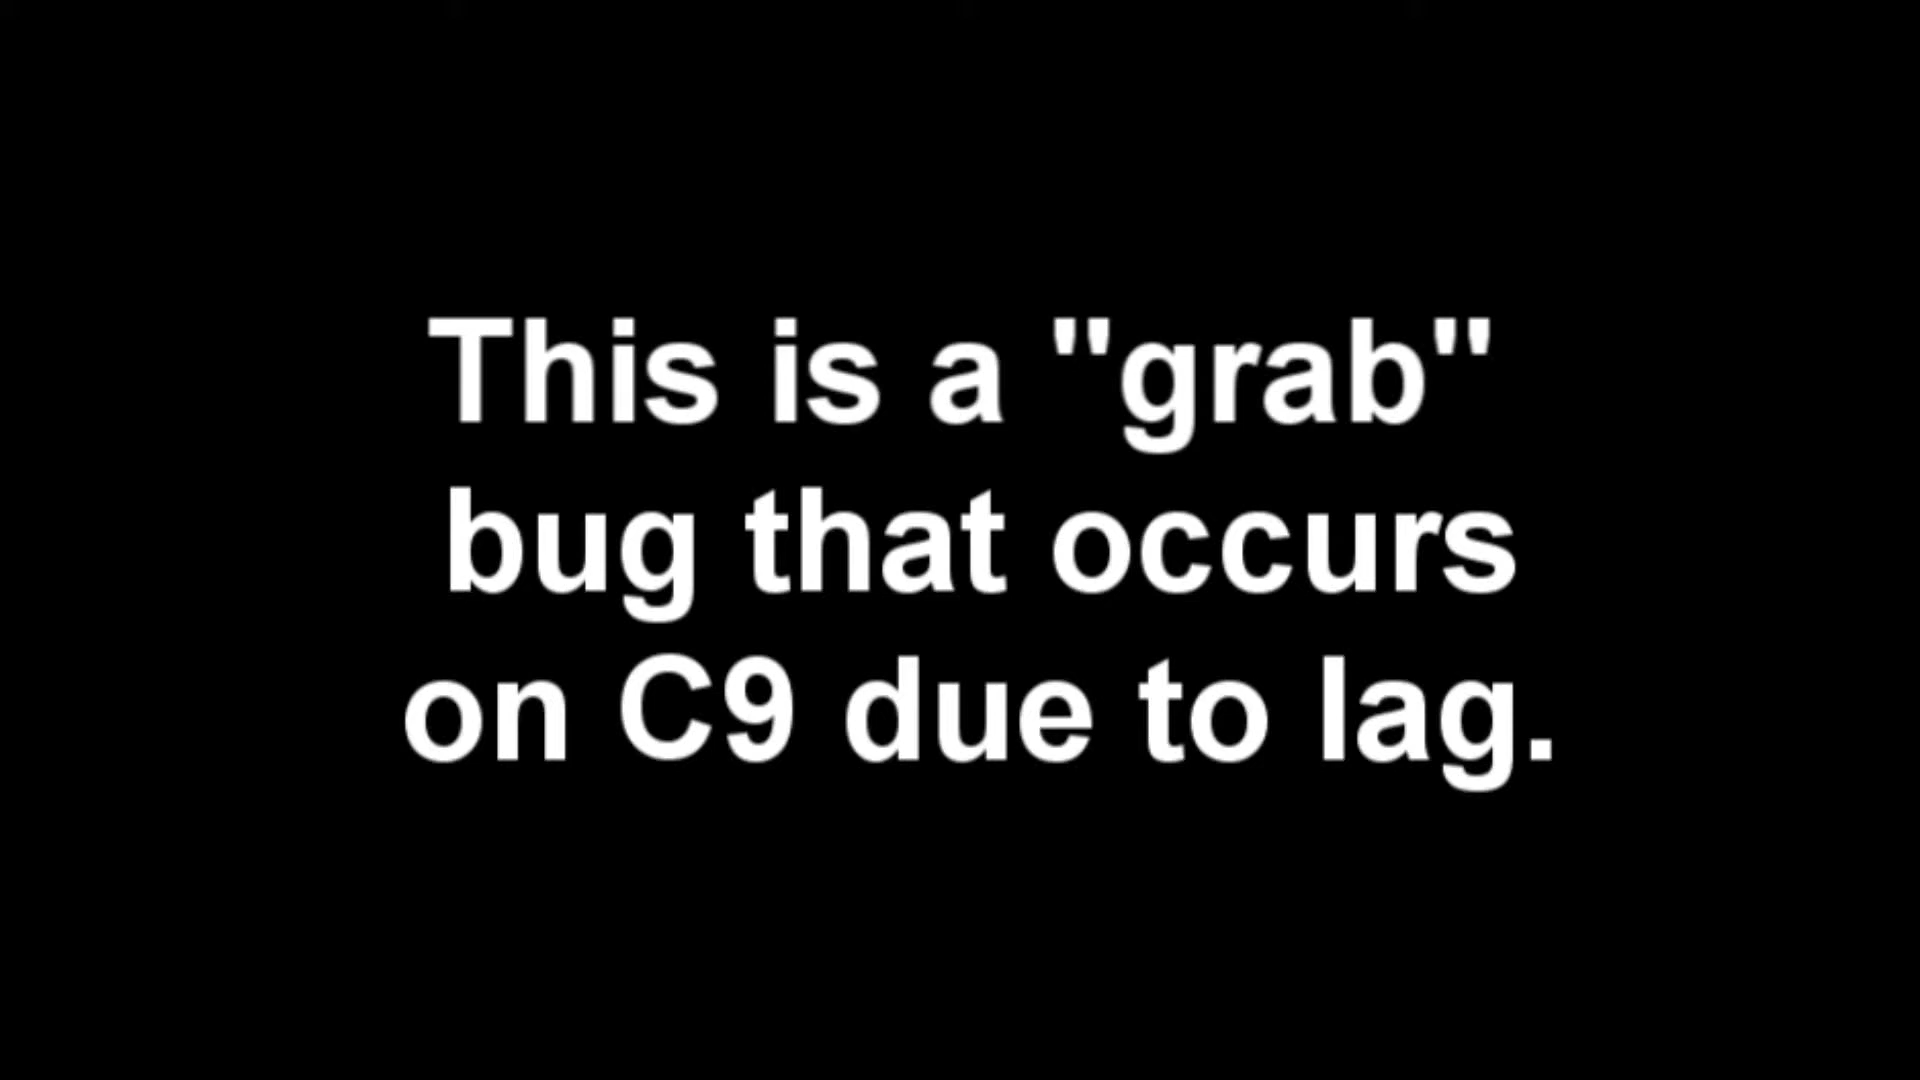 This is a "grab"
bug that occurs
on C9 due to lag.